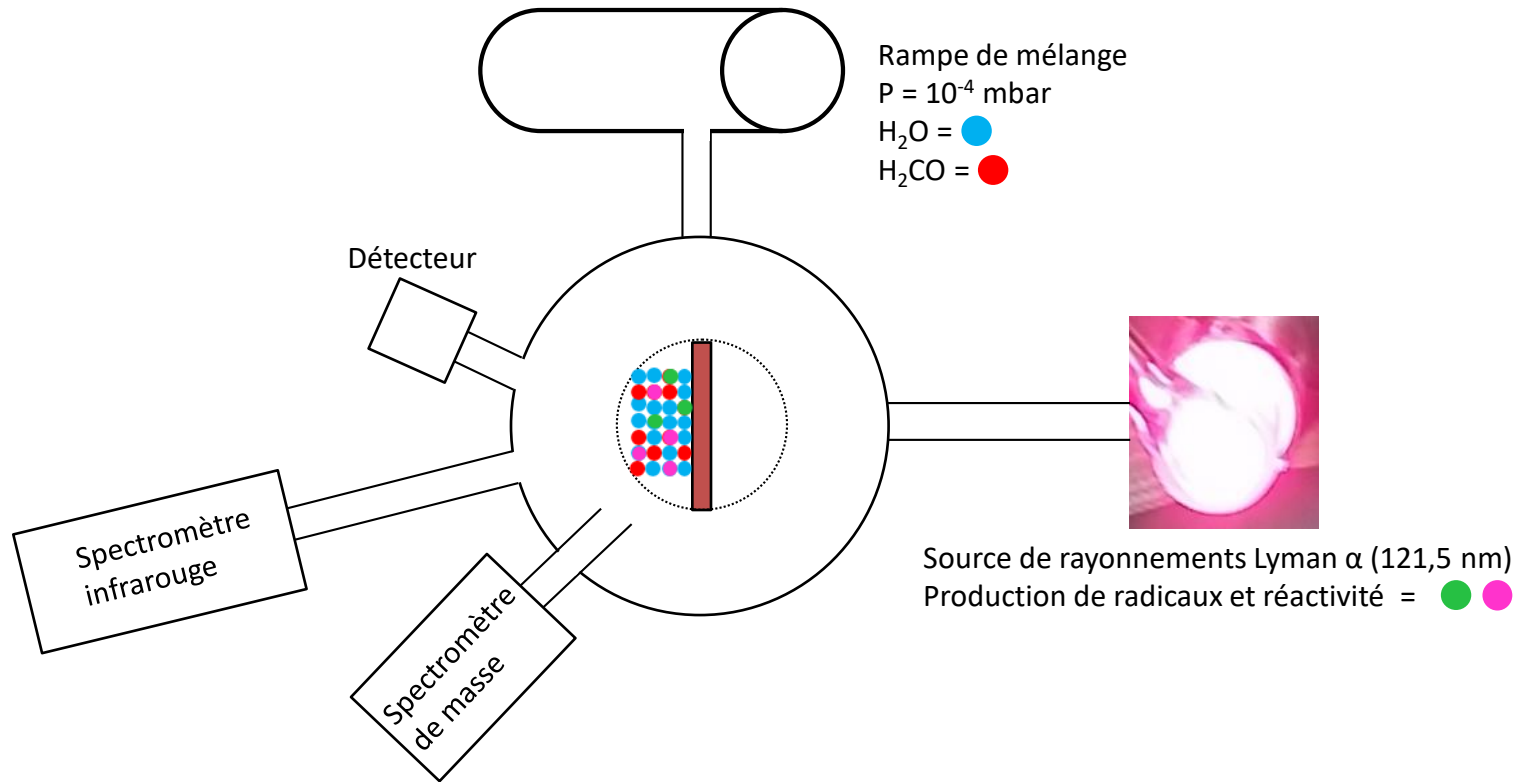 Rampe de mélange
P = 10⁻⁴ mbar
H₂O =
H₂CO =
Détecteur
Spectromètre
infrarouge
Spectromètre
de masse
Source de rayonnements Lyman α (121,5 nm)
Production de radicaux et réactivité =